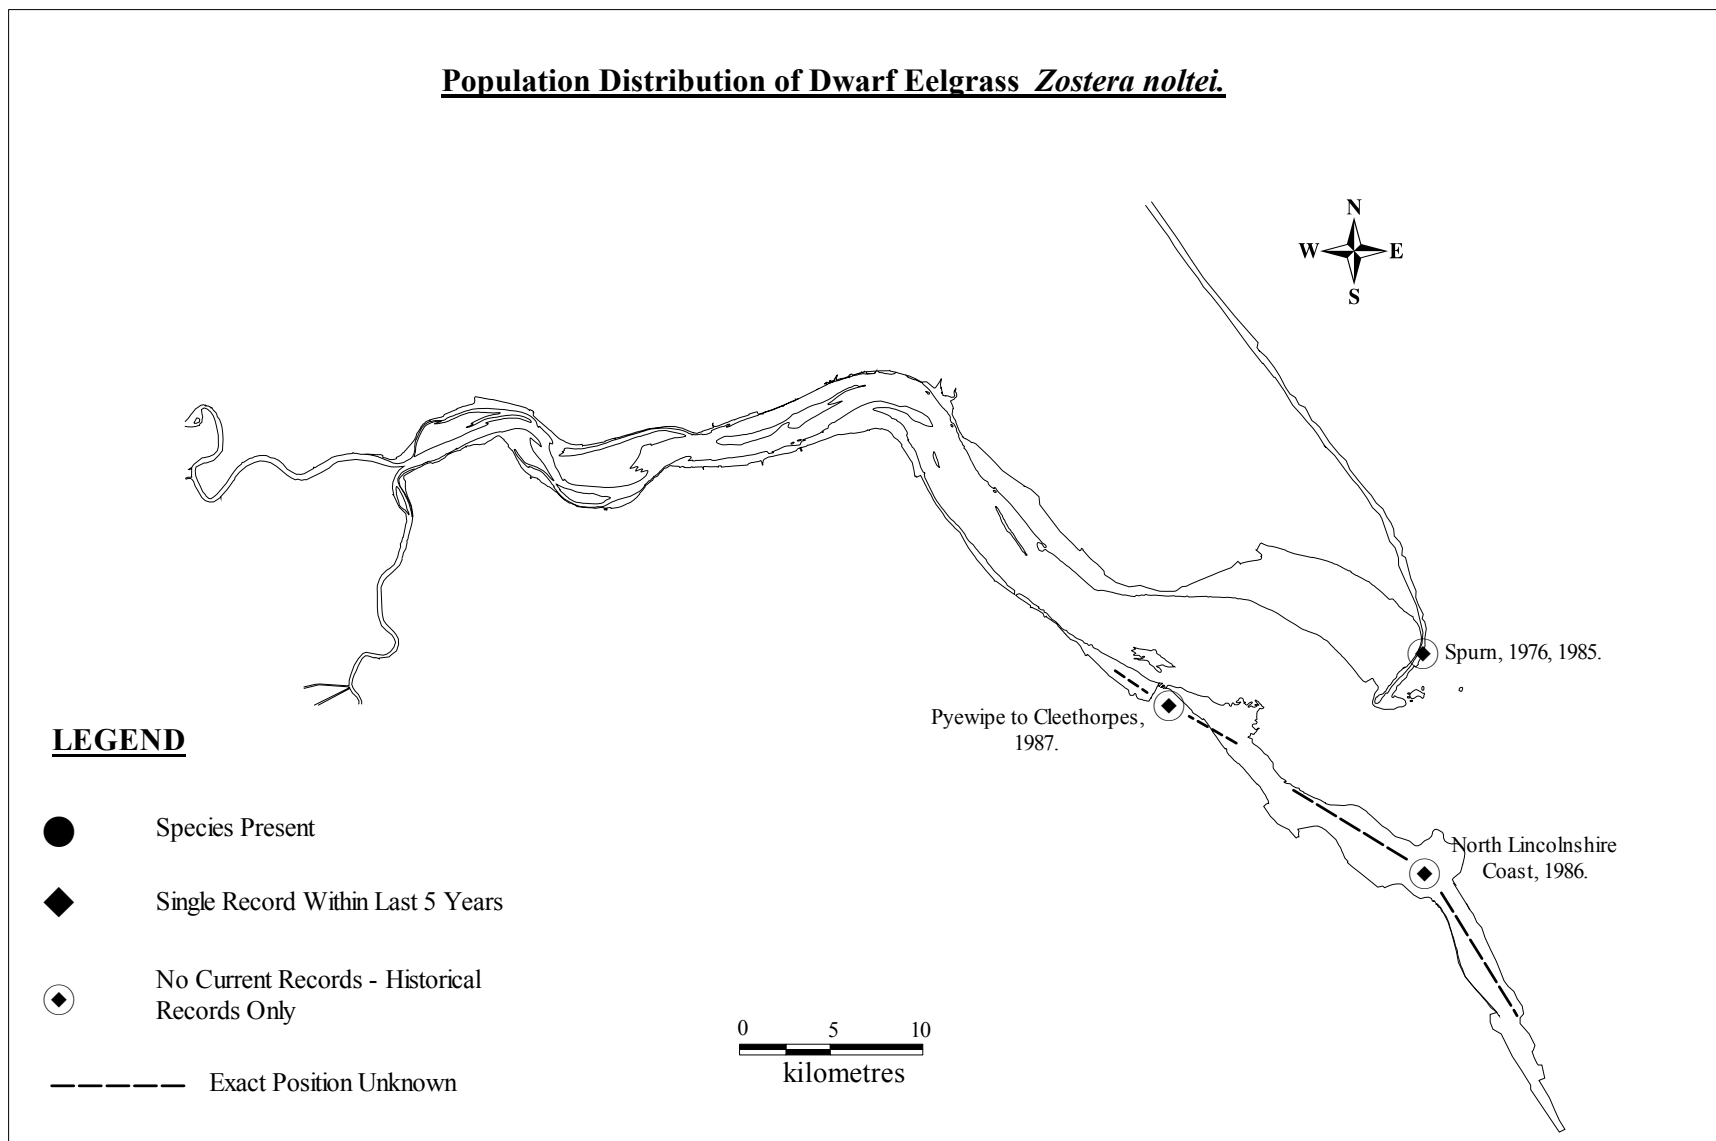 Population Distribution of Dwarf Eelgrass Zostera noltei.
N
W E
S
Spurn, 1976, 1985.
Pyewipe to Cleethorpes,
1987.
North Lincolnshire
Coast, 1986.
LEGEND
Species Present
Single Record Within Last 5 Years
No Current Records - Historical
Records Only
Exact Position Unknown
0 5 10
kilometres